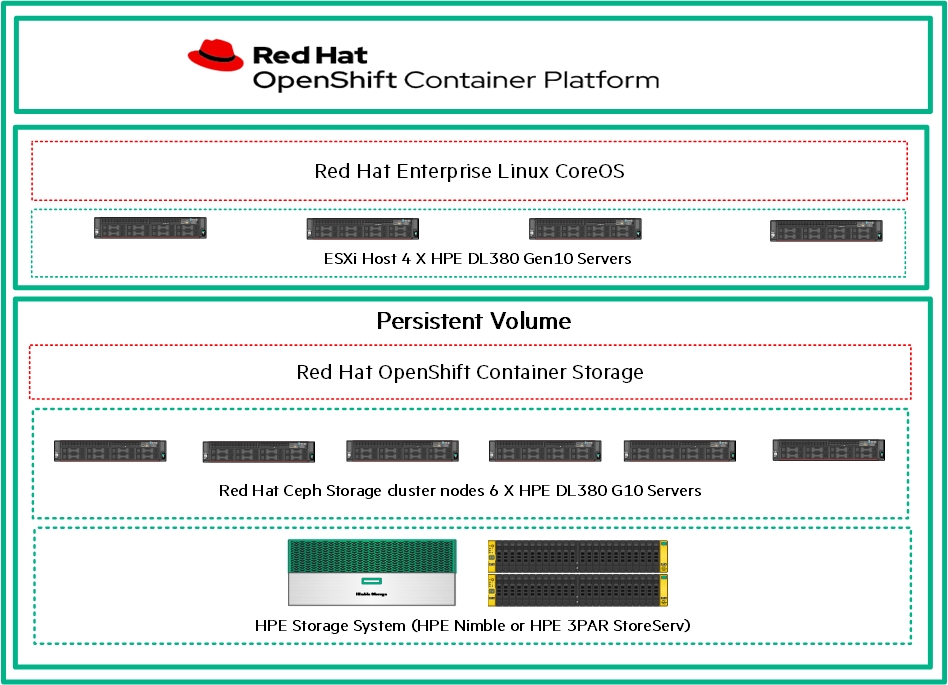 Red Hat
OpenShift Container Platform
Red Hat Enterprise Linux CoreOS
ESXi Host 4 X HPE DL380 Gen10 Servers
Persistent Volume
Red Hat OpenShift Container Storage
Red Hat Ceph Storage cluster nodes 6 X HPE DL380 G10 Servers
Nimble Storage
HPE Storage System (HPE Nimble or HPE 3PAR StoreServ)